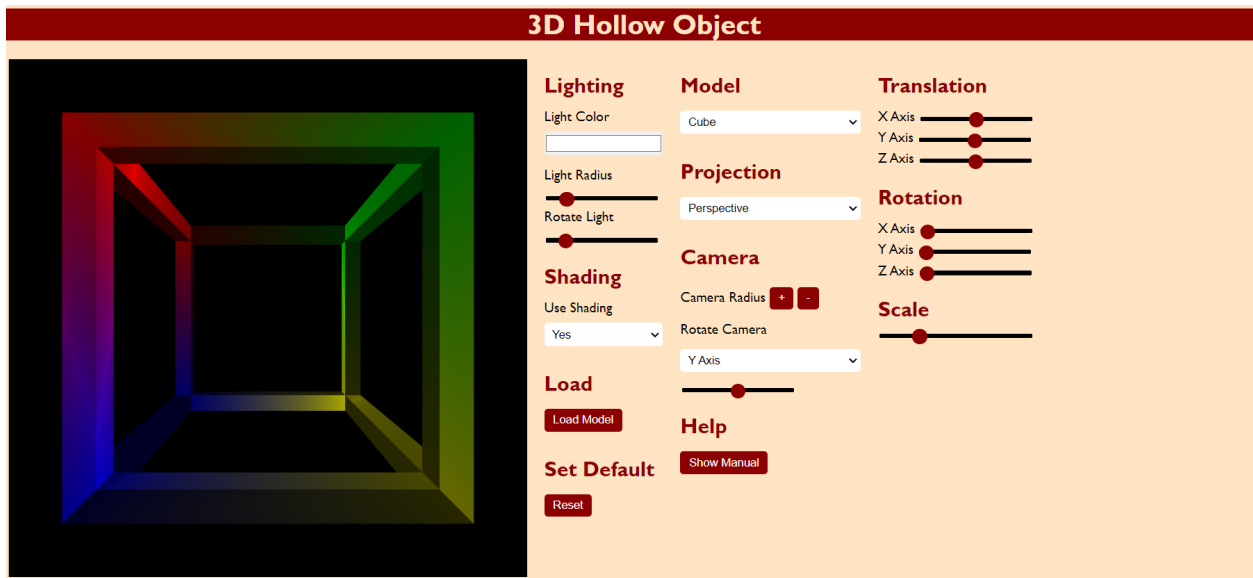 3D Hollow Object
Lighting
Light Color
Light Radius
Rotate Light
Shading
Use Shading
Yes
Load
Load Model
Set Default
Reset
Model
Cube
Projection
Perspective
Camera
Camera Radius + -
Rotate Camera
Y Axis
Help
Show Manual
Translation
X Axis
Y Axis
Z Axis
Rotation
X Axis
Y Axis
Z Axis
Scale